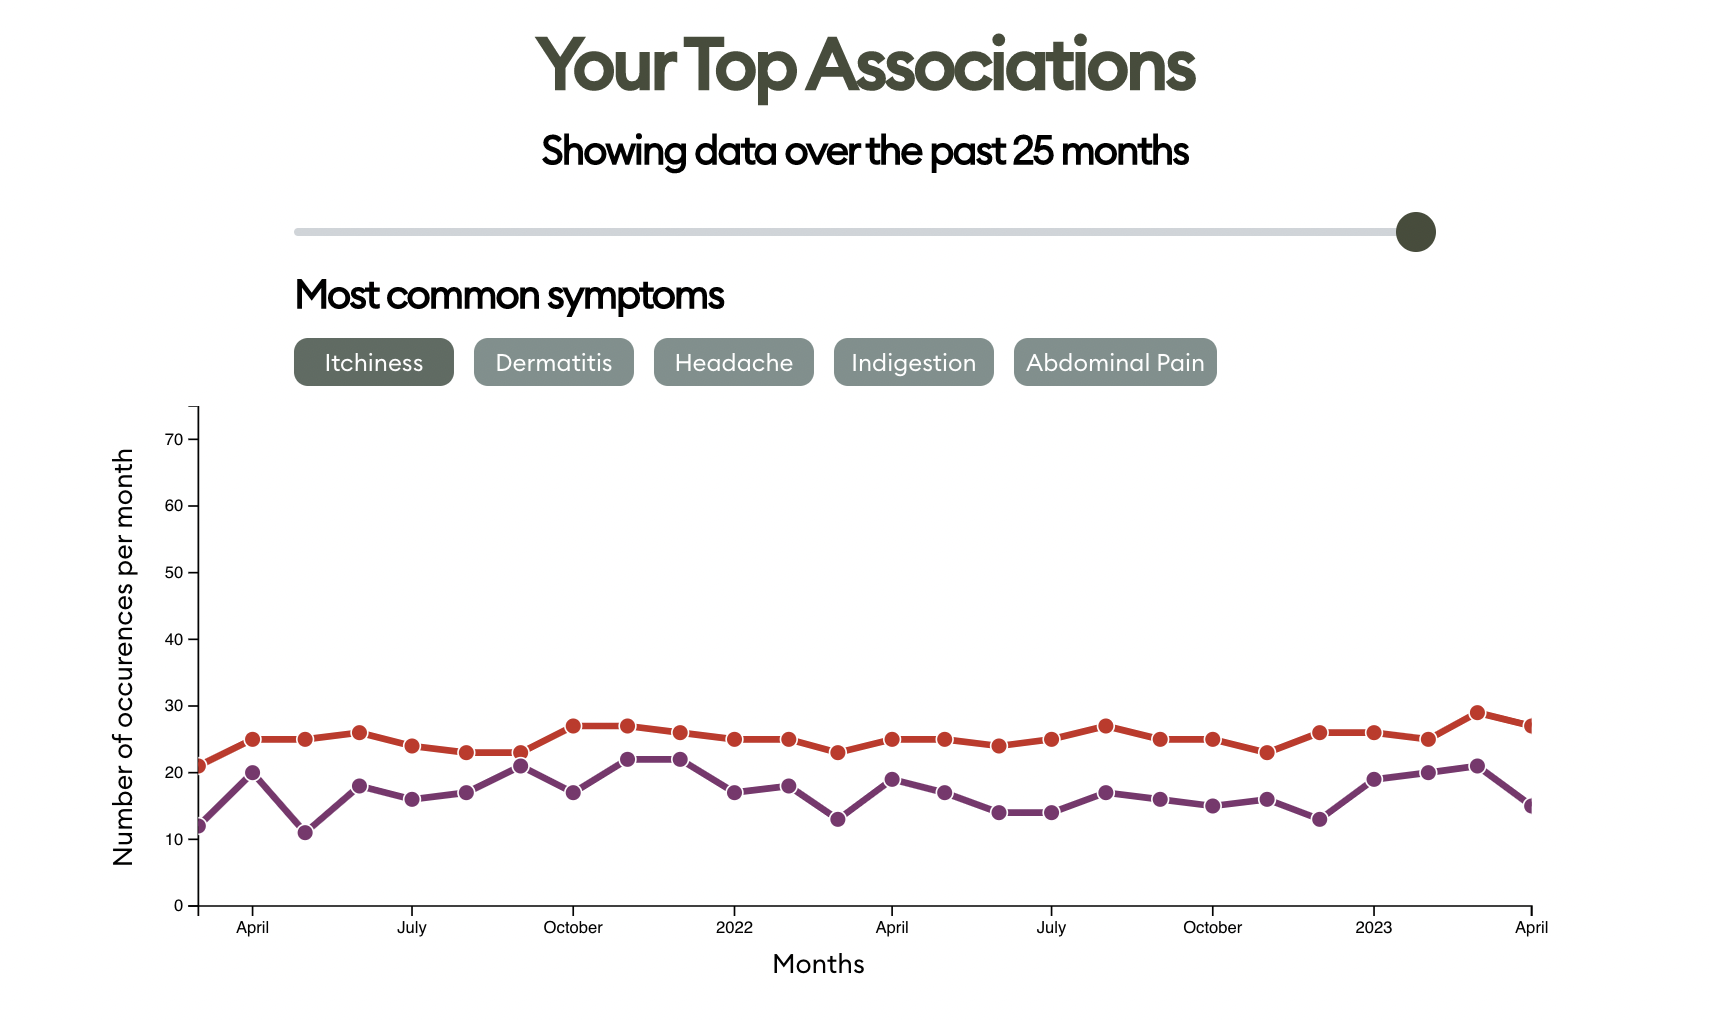 Your Top Associations
Showing data over the past 25 months
Most common symptoms
Itchiness
Dermatitis
Headache
Indigestion
Abdominal Pain
Number of occurences per month
70
60
50
40
30
20
10
0
April
July
October
2022
April
July
October
2023
April
Months